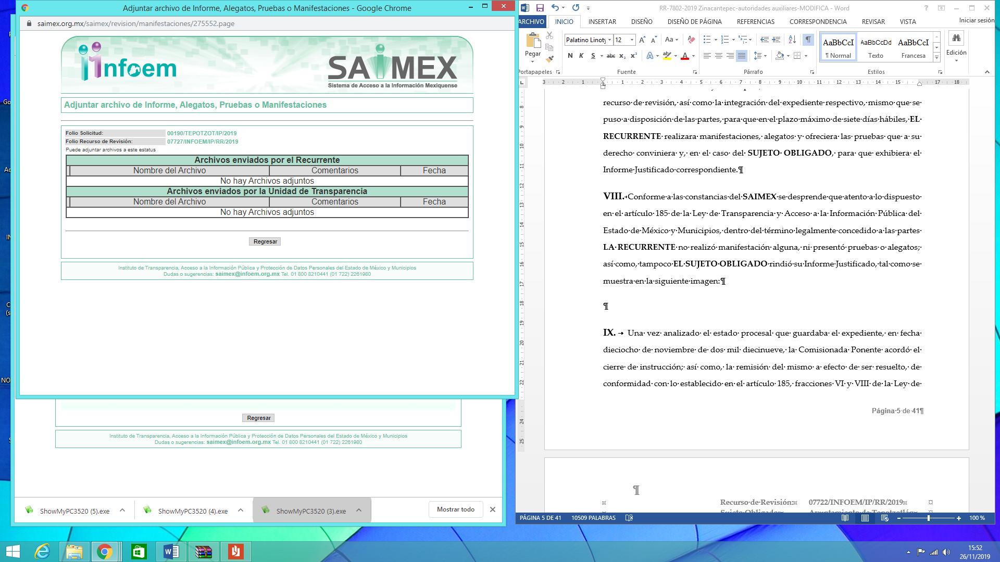 Adjuntar archivo de Informe, Alegatos, Pruebas o Manifestaciones - Google Chrome
saimex.org.mx/saimex/revision/manifestaciones/275552.page
infoem
SAIMEX
Sistema de Acceso a la Información Mexiquense
Adjuntar archivo de Informe, Alegatos, Pruebas o Manifestaciones
Folio Solicitud: 00190/TEPOTZOT/IP/2019
Folio Recurso de Revisión: 07727/INFOEM/IP/RR/2019
Puede adjuntar archivos a este estatus
Archivos enviados por el Recurrente
Nombre del Archivo Comentarios Fecha
No hay Archivos adjuntos
Archivos enviados por la Unidad de Transparencia
Nombre del Archivo Comentarios Fecha
No hay Archivos adjuntos
Regresar
Instituto de Transparencia, Acceso a la Información Pública y Protección de Datos Personales del Estado de México y Municipios
Dudas o sugerencias: saimex@infoem.org.mx Tel. 01 800 8210441 (01 722) 2261980
Regresar
Instituto de Transparencia, Acceso a la Información Pública y Protección de Datos Personales del Estado de México y Municipios
Dudas o sugerencias: saimex@infoem.org.mx Tel. 01 800 8210441 (01 722) 2261980
ShowMyPC3520 (5).exe
ShowMyPC3520 (4).exe
ShowMyPC3520 (3).exe
Mostrar todo
RR-7802-2019 Zinacantepec-autoridades auxiliares-MODIFICA - Word
ARCHIVO INICIO INSERTAR DISEÑO DISEÑO DE PÁGINA REFERENCIAS CORRESPONDENCIA REVISAR VISTA Iniciar sesión
Pegar
Palatino Linoty 12
N K S abc x₂ x²
AaBbCcI AaBbCcDd AaBbCcI
¶ Normal Texto Francesa
Edición
Portapapeles Fuente Párrafo Estilos
recurso de revisión, así como la integración del expediente respectivo, mismo que se
puso a disposición de las partes, para que en el plazo máximo de siete días hábiles, EL
RECURRENTE realizara manifestaciones, alegatos y ofreciera las pruebas que a su
derecho conviniera y, en el caso del SUJETO OBLIGADO, para que exhibiera el
Informe Justificado correspondiente.¶
VIII. Conforme a las constancias del SAIMEX se desprende que atento a lo dispuesto
en el artículo 185 de la Ley de Transparencia y Acceso a la Información Pública del
Estado de México y Municipios, dentro del término legalmente concedido a las partes
LA RECURRENTE no realizó manifestación alguna, ni presentó pruebas o alegatos;
así como, tampoco EL SUJETO OBLIGADO rindió su Informe Justificado, tal como se
muestra en la siguiente imagen:¶
¶
IX. Una vez analizado el estado procesal que guardaba el expediente, en fecha
dieciocho de noviembre de dos mil diecinueve, la Comisionada Ponente acordó el
cierre de instrucción; así como, la remisión del mismo a efecto de ser resuelto, de
conformidad con lo establecido en el artículo 185, fracciones VI y VIII de la Ley de
Página 5 de 41¶
¶
Recurso de Revisión: 07722/INFOEM/IP/RR/2019
PÁGINA 5 DE 41 10509 PALABRAS 100 %
15:52
26/11/2019